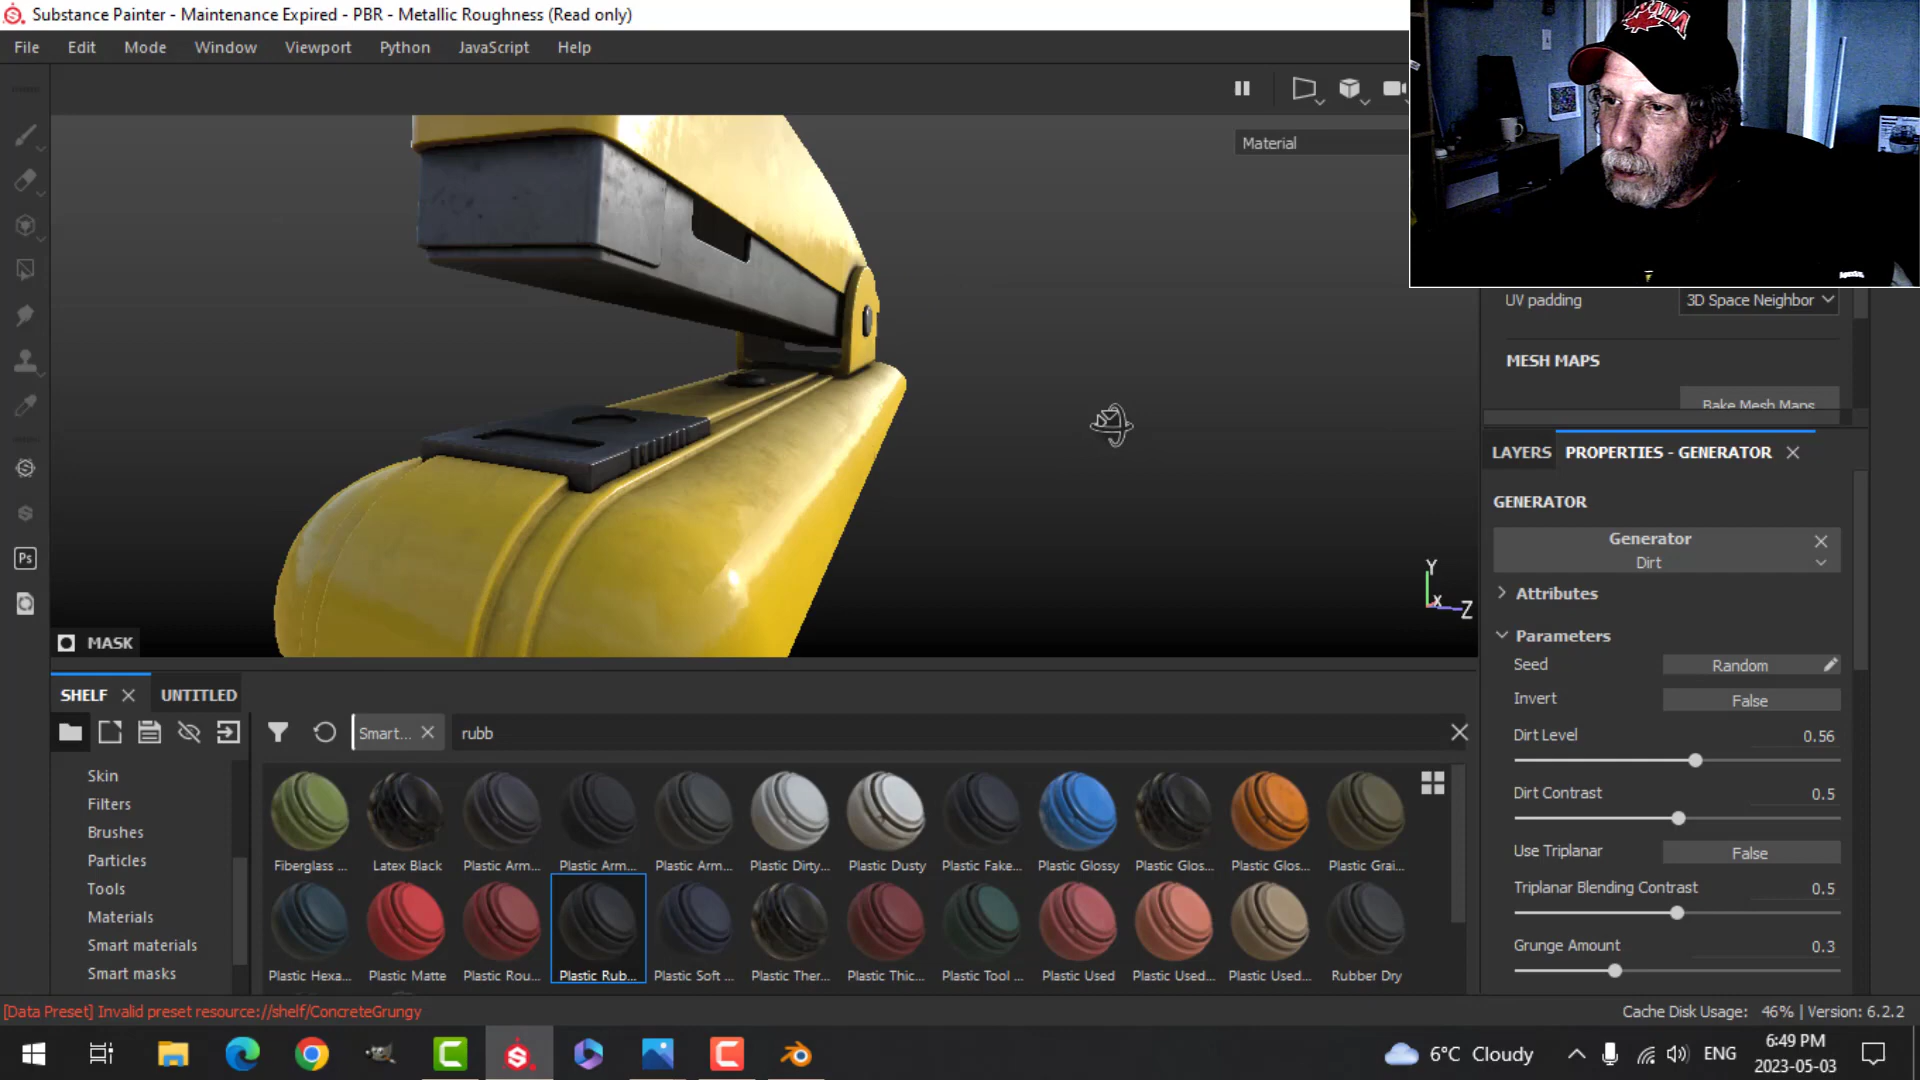 Substance Painter - Maintenance Expired - PBR - Metallic Roughness (Read only)
File Edit Mode Window Viewport Python JavaScript Help
Material
UV padding 3D Space Neighbor
MESH MAPS
Bake Mesh Maps
LAYERS PROPERTIES - GENERATOR
GENERATOR
Generator
Dirt
Attributes
Parameters
Seed Random
Invert False
Dirt Level 0.56
Dirt Contrast 0.5
Use Triplanar False
Triplanar Blending Contrast 0.5
Grunge Amount 0.3
Y
X
Z
MASK
SHELF UNTITLED
Smart... rubb
Skin
Filters
Brushes
Particles
Tools
Materials
Smart materials
Smart masks
Fiberglass ... Latex Black Plastic Arm... Plastic Arm... Plastic Arm... Plastic Dirty... Plastic Dusty Plastic Fake... Plastic Glossy Plastic Glos... Plastic Glos... Plastic Grai...
Plastic Hexa... Plastic Matte Plastic Rou... Plastic Rub... Plastic Soft ... Plastic Ther... Plastic Thic... Plastic Tool ... Plastic Used Plastic Used... Plastic Used... Rubber Dry
[Data Preset] Invalid preset resource://shelf/ConcreteGrungy
Cache Disk Usage: 46% | Version: 6.2.2
Ps
6°C Cloudy
ENG
6:49 PM
2023-05-03